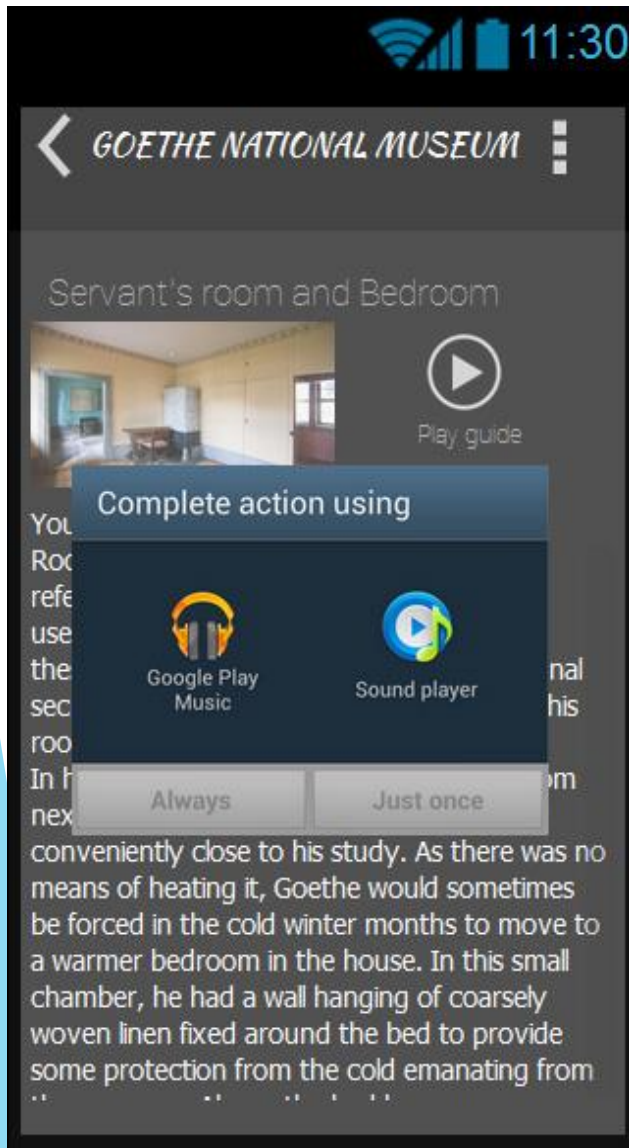 11:30
GOETHE NATIONAL MUSEUM
Servant's room and Bedroom
Play guide
Complete action using
Google Play
Music
Sound player
Always
Just once
conveniently close to his study. As there was no
means of heating it, Goethe would sometimes
be forced in the cold winter months to move to
a warmer bedroom in the house. In this small
chamber, he had a wall hanging of coarsely
woven linen fixed around the bed to provide
some protection from the cold emanating from